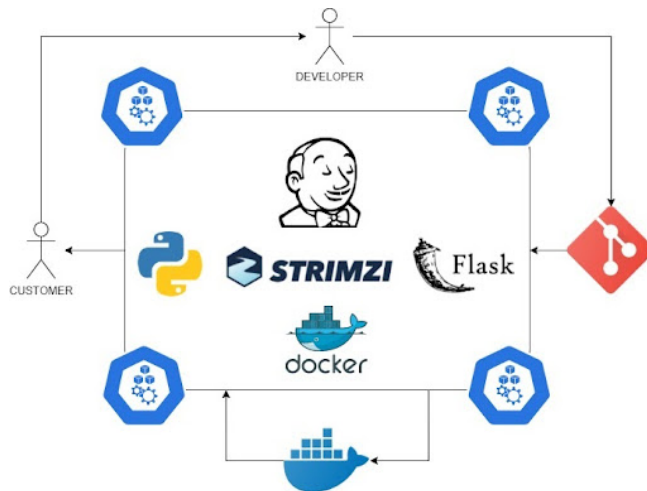 DEVELOPER
STRIMZI
Flask
CUSTOMER
docker